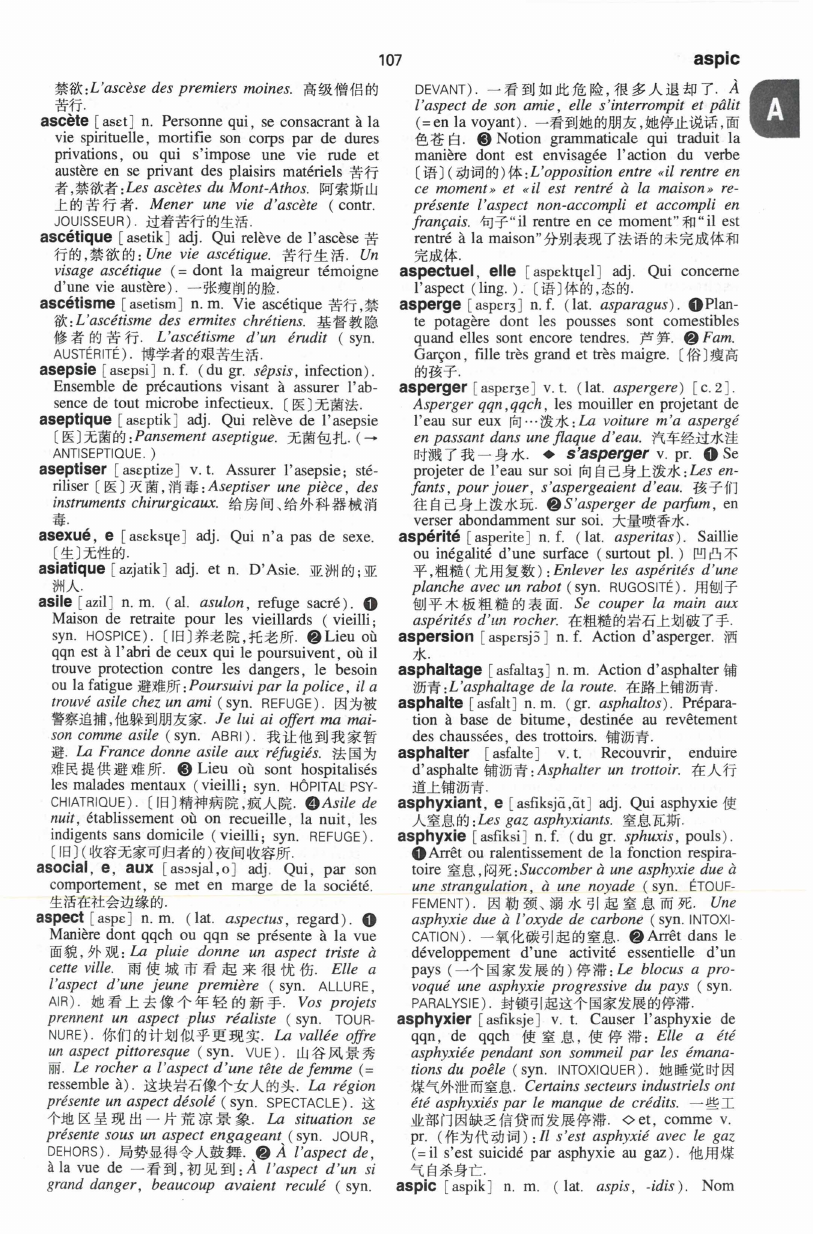 107
aspic
禁欲:L'ascèse des premiers moines. 高级僧侣的
苦行.
ascète [asɛt] n. Personne qui, se consacrant à la
vie spirituelle, mortifie son corps par de dures
privations, ou qui s'impose une vie rude et
austère en se privant des plaisirs matériels 苦行
者,禁欲者:Les ascètes du Mont-Athos. 阿索斯山
上的苦行者. Mener une vie d'ascète ( contr.
JOUISSEUR). 过着苦行的生活.
ascétique [asetik] adj. Qui relève de l'ascèse 苦
行的,禁欲的: Une vie ascétique. 苦行生活. Un
visage ascétique (= dont la maigreur témoigne
d'une vie austère). 一张瘦削的脸.
ascétisme [asetism] n. m. Vie ascétique 苦行,禁
欲:L'ascétisme des ermites chrétiens. 基督教隐
修者的苦行. L'ascétisme d'un érudit ( syn.
AUSTÉRITÉ). 博学者的艰苦生活.
asepsie [asɛpsi] n. f. (du gr. sêpsis, infection).
Ensemble de précautions visant à assurer l'ab-
sence de tout microbe infectieux. [医]无菌法.
aseptique [asɛptik] adj. Qui relève de l'asepsie
[医]无菌的:Pansement aseptigue. 无菌包扎.(→
ANTISEPTIQUE. )
aseptiser [asɛptize] v. t. Assurer l'asepsie; sté-
riliser [医]灭菌,消毒:Aseptiser une pièce, des
instruments chirurgicaux. 给房间、给外科器械消
毒.
asexué, e [asɛksɥe] adj. Qui n'a pas de sexe.
[生]无性的.
asiatique [azjatik] adj. et n. D'Asie. 亚洲的;亚
洲人.
asile [azil] n. m. (al. asulon, refuge sacré). ❶
Maison de retraite pour les vieillards (vieilli;
syn. HOSPICE). [旧]养老院,托老所. ❷Lieu où
qqn est à l'abri de ceux qui le poursuivent, où il
trouve protection contre les dangers, le besoin
ou la fatigue 避难所:Poursuivi par la police, il a
trouvé asile chez un ami (syn. REFUGE). 因为被
警察追捕,他躲到朋友家. Je lui ai offert ma mai-
son comme asile (syn. ABRI). 我让他到我家暂
避. La France donne asile aux réfugiés. 法国为
难民提供避难所. ❸ Lieu où sont hospitalisés
les malades mentaux (vieilli; syn. HÔPITAL PSY-
CHIATRIQUE). [旧]精神病院,疯人院. ❹Asile de
nuit, établissement où on recueille, la nuit, les
indigents sans domicile (vieilli; syn. REFUGE).
[旧](收容无家可归者的)夜间收容所.
asocial, e, aux [asɔsjal,o] adj. Qui, par son
comportement, se met en marge de la société.
生活在社会边缘的.
aspect [aspɛ] n. m. (lat. aspectus, regard). ❶
Manière dont qqch ou qqn se présente à la vue
面貌,外观: La pluie donne un aspect triste à
cette ville. 雨使城市看起来很忧伤. Elle a
l'aspect d'une jeune première ( syn. ALLURE,
AIR). 她看上去像个年轻的新手. Vos projets
prennent un aspect plus réaliste ( syn. TOUR-
NURE). 你们的计划似乎更现实. La vallée offre
un aspect pittoresque (syn. VUE). 山谷风景秀
丽. Le rocher a l'aspect d'une tête de femme (=
ressemble à). 这块岩石像个女人的头. La région
présente un aspect désolé (syn. SPECTACLE). 这
个地区呈现出一片荒凉景象. La situation se
présente sous un aspect engageant (syn. JOUR,
DEHORS). 局势显得令人鼓舞. ❷ À l'aspect de,
à la vue de 一看到,初见到: À l'aspect d'un si
grand danger, beaucoup avaient reculé ( syn.
DEVANT). 一看到如此危险,很多人退却了. À
l'aspect de son amie, elle s'interrompit et pâlit
(=en la voyant). 一看到她的朋友,她停止说话,面
色苍白. ❸ Notion grammaticale qui traduit la
manière dont est envisagée l'action du verbe
[语](动词的)体:L'opposition entre «il rentre en
ce moment» et «il est rentré à la maison» re-
présente l'aspect non-accompli et accompli en
français. 句子“il rentre en ce moment”和“il est
rentré à la maison”分别表现了法语的未完成体和
完成体.
aspectuel, elle [aspɛktɥɛl] adj. Qui concerne
l'aspect (ling. ). [语]体的,态的.
asperge [aspɛrʒ] n. f. (lat. asparagus). ❶Plan-
te potagère dont les pousses sont comestibles
quand elles sont encore tendres. 芦笋. ❷ Fam.
Garçon, fille très grand et très maigre. [俗]瘦高
的孩子.
asperger [aspɛrʒe] v. t. (lat. aspergere) [c. 2].
Asperger qqn,qqch, les mouiller en projetant de
l'eau sur eux 向…泼水:La voiture m'a aspergé
en passant dans une flaque d'eau. 汽车经过水洼
时溅了我一身水. ◆ s'asperger v. pr. ❶ Se
projeter de l'eau sur soi 向自己身上泼水:Les en-
fants, pour jouer, s'aspergeaient d'eau. 孩子们
往自己身上泼水玩. ❷S'asperger de parfum, en
verser abondamment sur soi. 大量喷香水.
aspérité [asperite] n. f. (lat. asperitas). Saillie
ou inégalité d'une surface (surtout pl. ) 凹凸不
平,粗糙(尤用复数):Enlever les aspérités d'une
planche avec un rabot (syn. RUGOSITÉ). 用刨子
刨平木板粗糙的表面. Se couper la main aux
aspérités d'un rocher. 在粗糙的岩石上划破了手.
aspersion [aspɛrsjɔ̃] n. f. Action d'asperger. 洒
水.
asphaltage [asfaltaʒ] n. m. Action d'asphalter 铺
沥青:L'asphaltage de la route. 在路上铺沥青.
asphalte [asfalt] n. m. (gr. asphaltos). Prépara-
tion à base de bitume, destinée au revêtement
des chaussées, des trottoirs. 铺沥青.
asphalter [asfalte] v. t. Recouvrir, enduire
d'asphalte 铺沥青:Asphalter un trottoir. 在人行
道上铺沥青.
asphyxiant, e [asfiksjɑ̃,ɑ̃t] adj. Qui asphyxie 使
人窒息的:Les gaz asphyxiants. 窒息瓦斯.
asphyxie [asfiksi] n. f. (du gr. sphuxis, pouls).
❶Arrêt ou ralentissement de la fonction respira-
toire 窒息,闷死:Succomber à une asphyxie due à
une strangulation, à une noyade (syn. ÉTOUF-
FEMENT). 因勒颈、溺水引起窒息而死. Une
asphyxie due à l'oxyde de carbone (syn. INTOXI-
CATION). 一氧化碳引起的窒息. ❷Arrêt dans le
développement d'une activité essentielle d'un
pays (一个国家发展的)停滞:Le blocus a pro-
voqué une asphyxie progressive du pays (syn.
PARALYSIE). 封锁引起这个国家发展的停滞.
asphyxier [asfiksje] v. t. Causer l'asphyxie de
qqn, de qqch 使窒息,使停滞: Elle a été
asphyxiée pendant son sommeil par les émana-
tions du poêle (syn. INTOXIQUER). 她睡觉时因
煤气外泄而窒息. Certains secteurs industriels ont
été asphyxiés par le manque de crédits. 一些工
业部门因缺乏信贷而发展停滞. ◇et, comme v.
pr. (作为代动词):Il s'est asphyxié avec le gaz
(=il s'est suicidé par asphyxie au gaz). 他用煤
气自杀身亡.
aspic [aspik] n. m. (lat. aspis, -idis). Nom
A